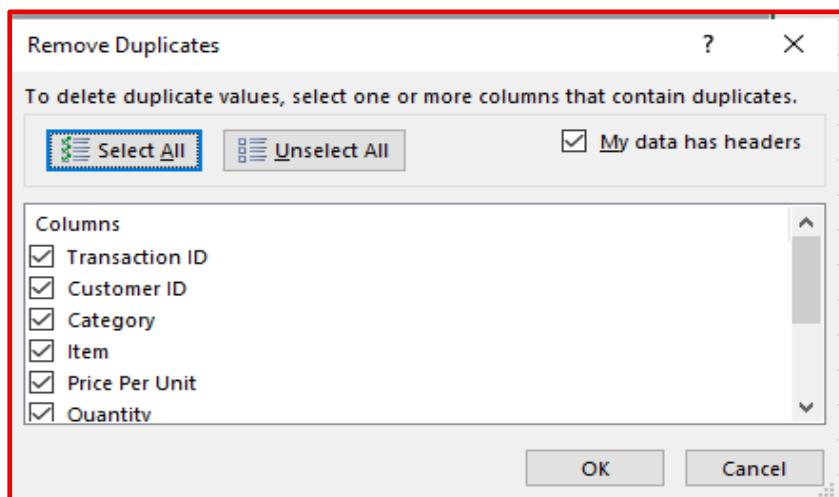 Remove Duplicates ?
To delete duplicate values, select one or more columns that contain duplicates.
Select All Unselect All My data has headers
Columns
Transaction ID
Customer ID
Category
Item
Price Per Unit
Quantity
OK Cancel